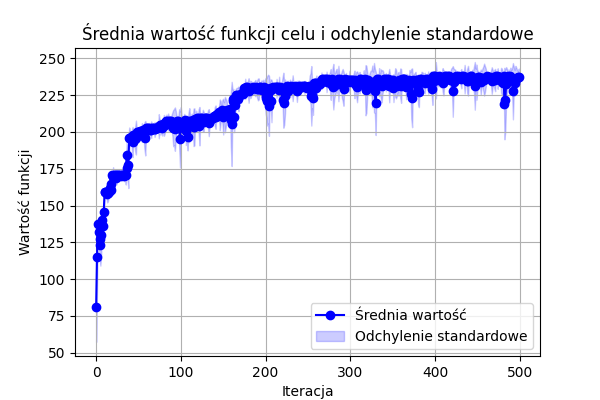 Średnia wartość funkcji celu i odchylenie standardowe
250
225
200
175
150
125
100
75
50
Wartość funkcji
Średnia wartość
Odchylenie standardowe
0 100 200 300 400 500
Iteracja